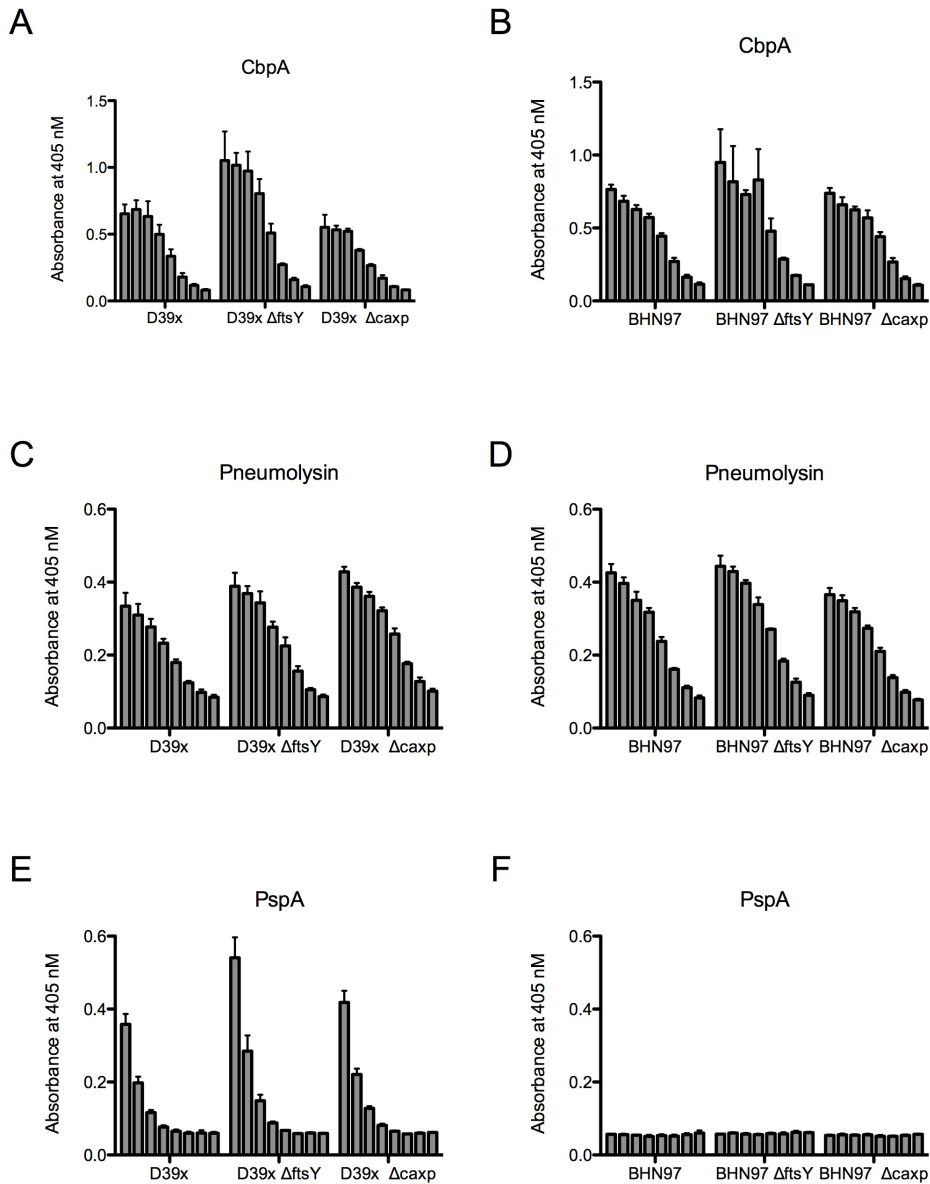 A
CbpA
Absorbance at 405 nM
1.5
1.0
0.5
0.0
D39x
D39x ΔftsY
D39x Δcaxp
B
CbpA
Absorbance at 405 nM
1.5
1.0
0.5
0.0
BHN97
BHN97 ΔftsY
BHN97 Δcaxp
C
Pneumolysin
Absorbance at 405 nM
0.6
0.4
0.2
0.0
D39x
D39x ΔftsY
D39x Δcaxp
D
Pneumolysin
Absorbance at 405 nM
0.6
0.4
0.2
0.0
BHN97
BHN97 ΔftsY
BHN97 Δcaxp
E
PspA
Absorbance at 405 nM
0.6
0.4
0.2
0.0
D39x
D39x ΔftsY
D39x Δcaxp
F
PspA
Absorbance at 405 nM
0.6
0.4
0.2
0.0
BHN97
BHN97 ΔftsY
BHN97 Δcaxp